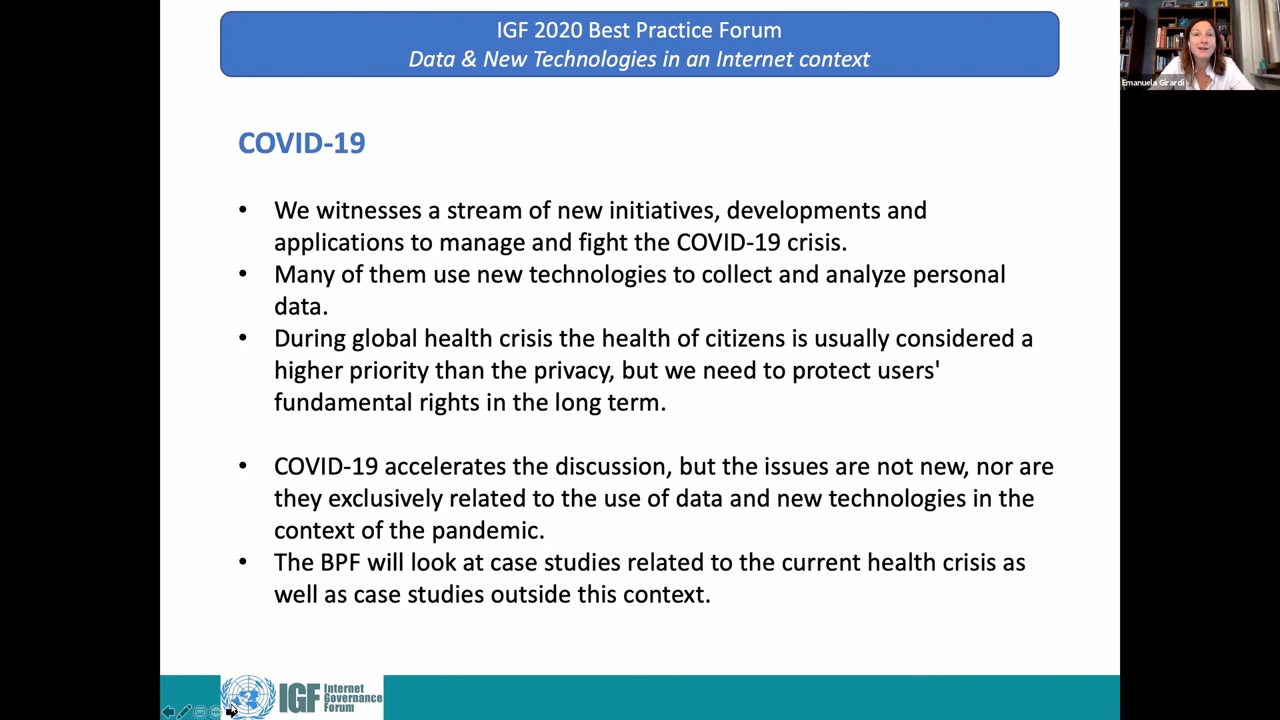 IGF 2020 Best Practice Forum
Data & New Technologies in an Internet context
Emanuela Girardi
COVID-19
• We witnesses a stream of new initiatives, developments and
applications to manage and fight the COVID-19 crisis.
• Many of them use new technologies to collect and analyze personal
data.
• During global health crisis the health of citizens is usually considered a
higher priority than the privacy, but we need to protect users'
fundamental rights in the long term.
• COVID-19 accelerates the discussion, but the issues are not new, nor are
they exclusively related to the use of data and new technologies in the
context of the pandemic.
• The BPF will look at case studies related to the current health crisis as
well as case studies outside this context.
IGF
Internet
Governance
Forum